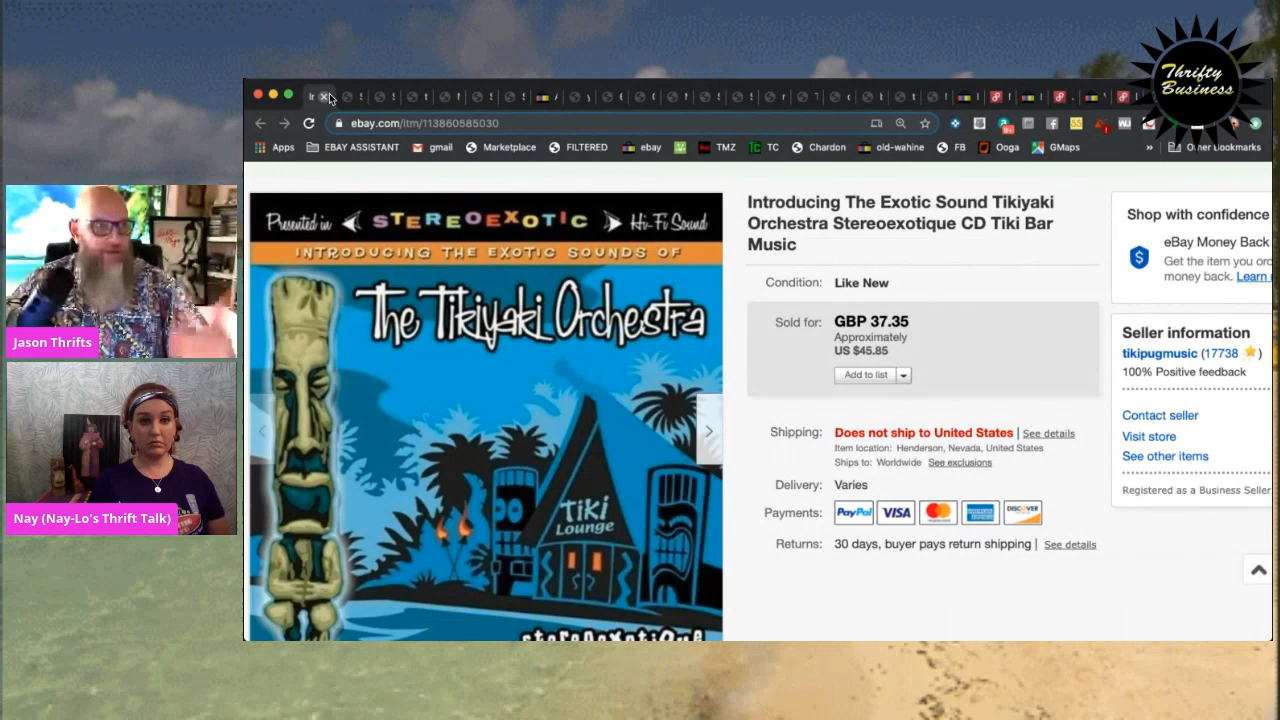 Thrifty
Business
ebay.com/itm/113860585030
Apps
EBAY ASSISTANT
gmail
Marketplace
FILTERED
ebay
TMZ
TC
Chardon
old-wahine
FB
Ooga
GMaps
»
Other Bookmarks
Presented in STEREOEXOTIC Hi-Fi Sound
INTRODUCING THE EXOTIC SOUNDS OF
The Tikiyaki Orchestra
TiKi
LOUNGE
stereoexotique
Introducing The Exotic Sound Tikiyaki
Orchestra Stereoexotique CD Tiki Bar
Music
Condition: Like New
Sold for: GBP 37.35
Approximately
US $45.85
Add to list
Shipping: Does not ship to United States | See details
Item location: Henderson, Nevada, United States
Ships to: Worldwide See exclusions
Delivery: Varies
Payments: PayPal VISA MasterCard DISCOVER
Returns: 30 days, buyer pays return shipping | See details
Shop with confidence
eBay Money Back
Get the item you
money back. Learn
Seller information
tikipugmusic (17738 )
100% Positive feedback
Contact seller
Visit store
See other items
Registered as a Business Seller
Jason Thrifts
Nay (Nay-Lo's Thrift Talk)